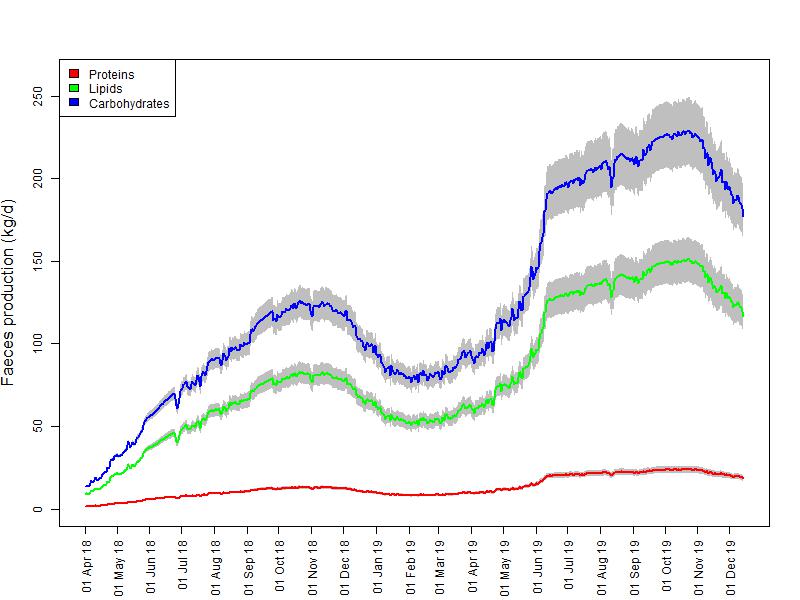 Proteins
Lipids
Carbohydrates
Faeces production (kg/d)
250
200
150
100
50
0
01 Apr 18
01 May 18
01 Jun 18
01 Jul 18
01 Aug 18
01 Sep 18
01 Oct 18
01 Nov 18
01 Dec 18
01 Jan 19
01 Feb 19
01 Mar 19
01 Apr 19
01 May 19
01 Jun 19
01 Jul 19
01 Aug 19
01 Sep 19
01 Oct 19
01 Nov 19
01 Dec 19